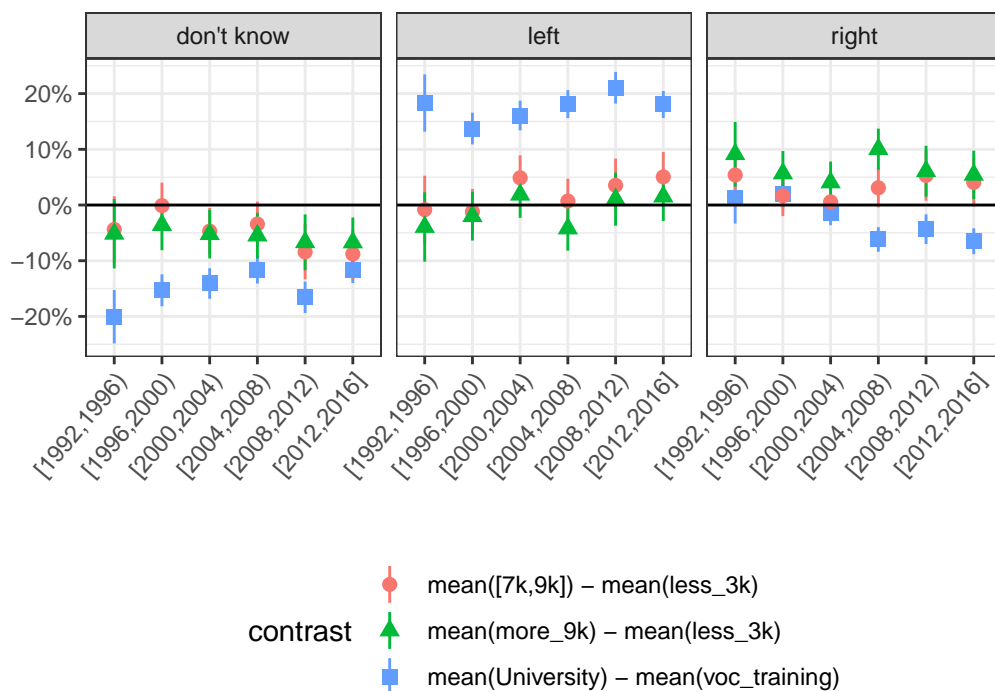 don't know left right
20%
10%
0%
−10%
−20%
[1992,1996) [1996,2000) [2000,2004) [2004,2008) [2008,2012) [2012,2016] [1992,1996) [1996,2000) [2000,2004) [2004,2008) [2008,2012) [2012,2016] [1992,1996) [1996,2000) [2000,2004) [2004,2008) [2008,2012) [2012,2016]
mean([7k,9k]) − mean(less_3k)
contrast mean(more_9k) − mean(less_3k)
mean(University) − mean(voc_training)